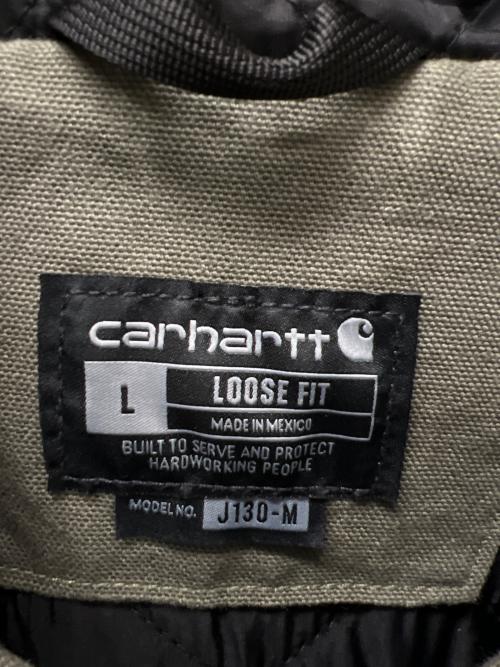 carhartt
L
LOOSE FIT
MADE IN MEXICO
BUILT TO SERVE AND PROTECT
HARDWORKING PEOPLE
MODEL NO. J130-M